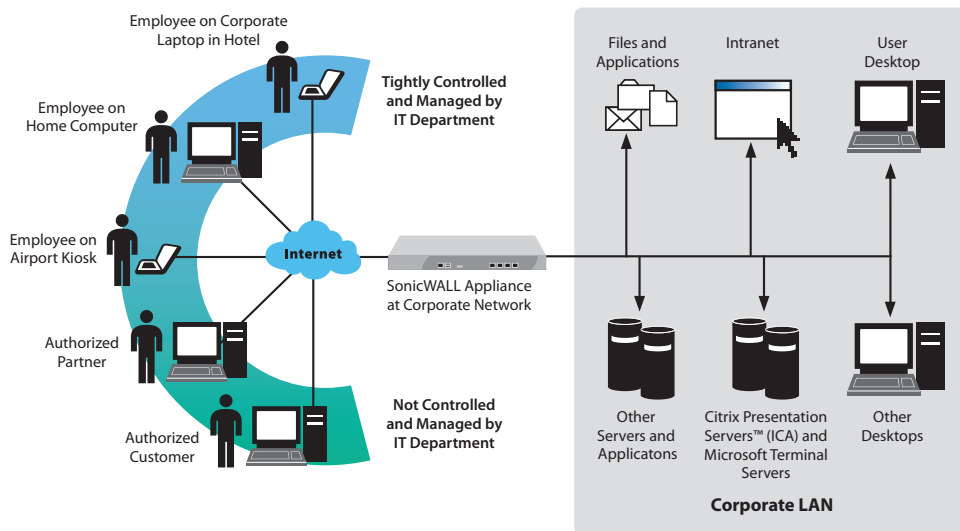 Employee on Corporate
Laptop in Hotel
Tightly Controlled
and Managed by
IT Department
Employee on
Home Computer
Employee on
Airport Kiosk
Internet
SonicWALL Appliance
at Corporate Network
Authorized
Partner
Authorized
Customer
Not Controlled
and Managed by
IT Department
Files and
Applications
Intranet
User
Desktop
Other
Servers and
Applicatons
Citrix Presentation
Servers™ (ICA) and
Microsoft Terminal
Servers
Other
Desktops
Corporate LAN